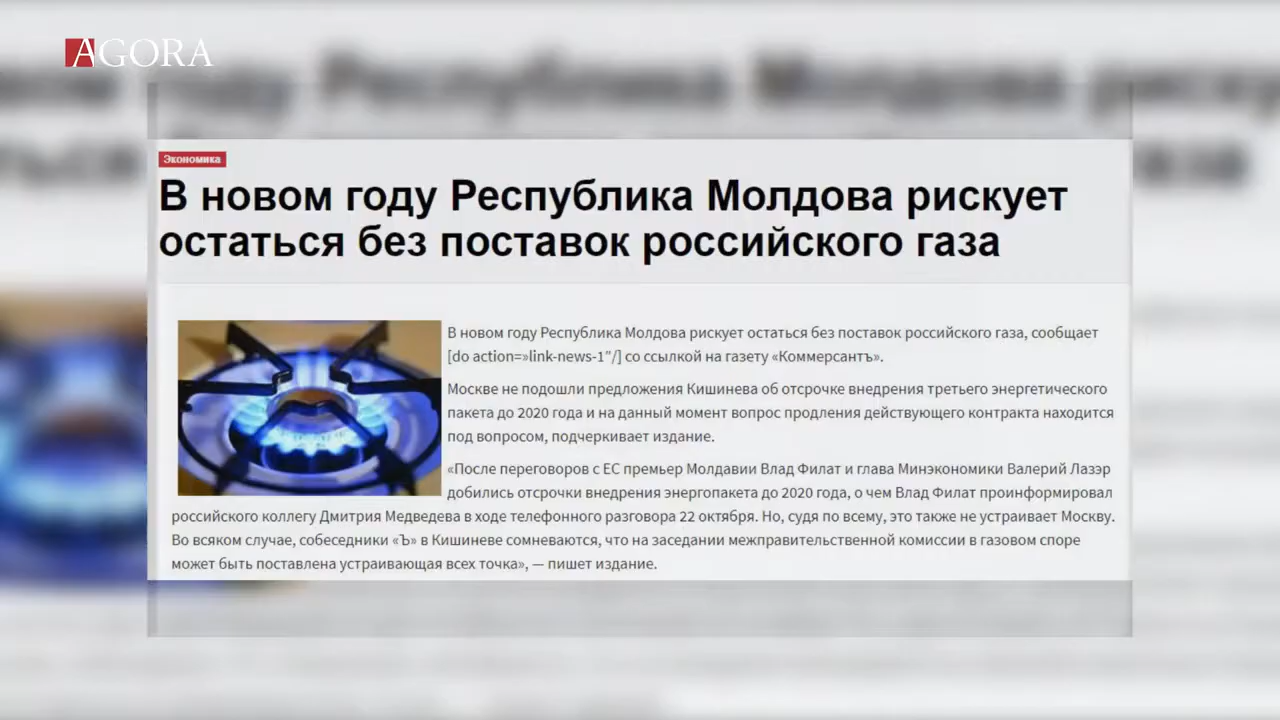 AGORA
Экономика
В новом году Республика Молдова рискует
остаться без поставок российского газа
В новом году Республика Молдова рискует остаться без поставок российского газа, сообщает
[do action=»link-news-1″/] со ссылкой на газету «Коммерсантъ».
Москве не подошли предложения Кишинева об отсрочке внедрения третьего энергетического
пакета до 2020 года и на данный момент вопрос продления действующего контракта находится
под вопросом, подчеркивает издание.
«После переговоров с ЕС премьер Молдавии Влад Филат и глава Минэкономики Валерий Лазэр
добились отсрочки внедрения энергопакета до 2020 года, о чем Влад Филат проинформировал
российского коллегу Дмитрия Медведева в ходе телефонного разговора 22 октября. Но, судя по всему, это также не устраивает Москву.
Во всяком случае, собеседники «Ъ» в Кишиневе сомневаются, что на заседании межправительственной комиссии в газовом споре
может быть поставлена устраивающая всех точка», — пишет издание.